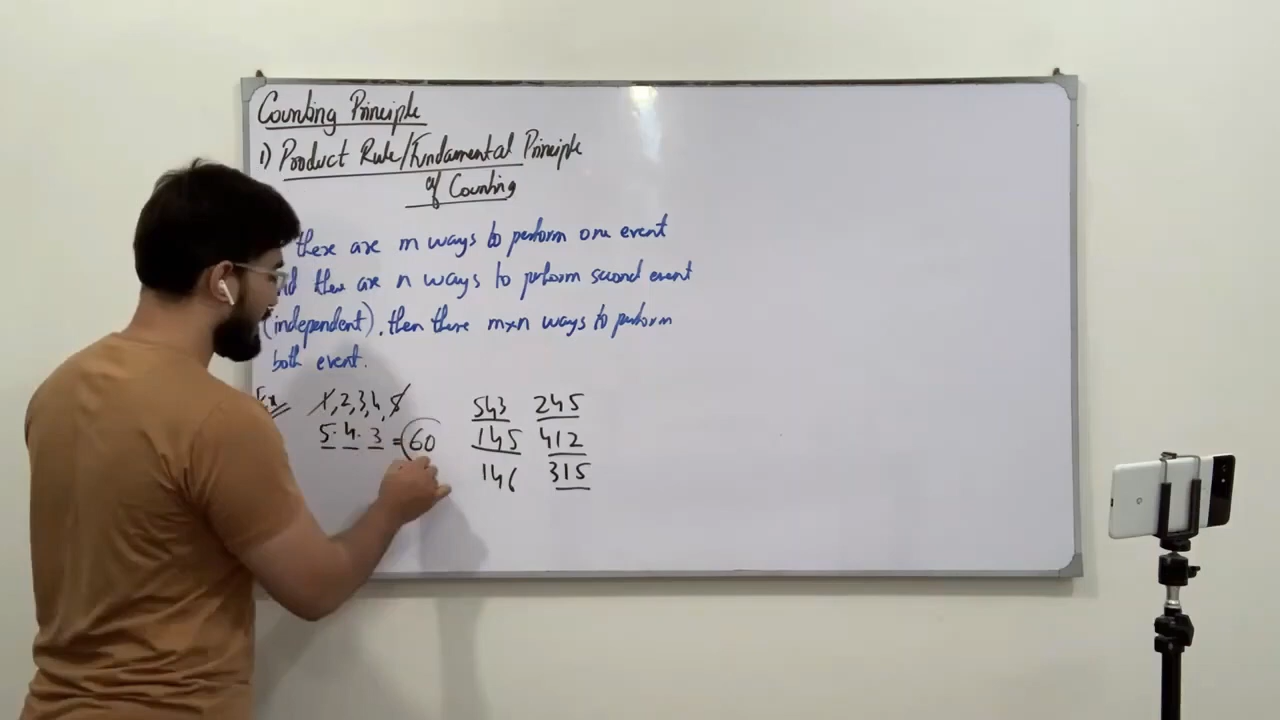 Counting Principle
1) Product Rule/Fundamental Principle
of Counting
there are m ways to perform one event
there are n ways to perform second event
(independent). then there m×n ways to perform
both event.
Ex
1,2,3,4,5
5·4·3=60
543 245
145 412
146 315
G